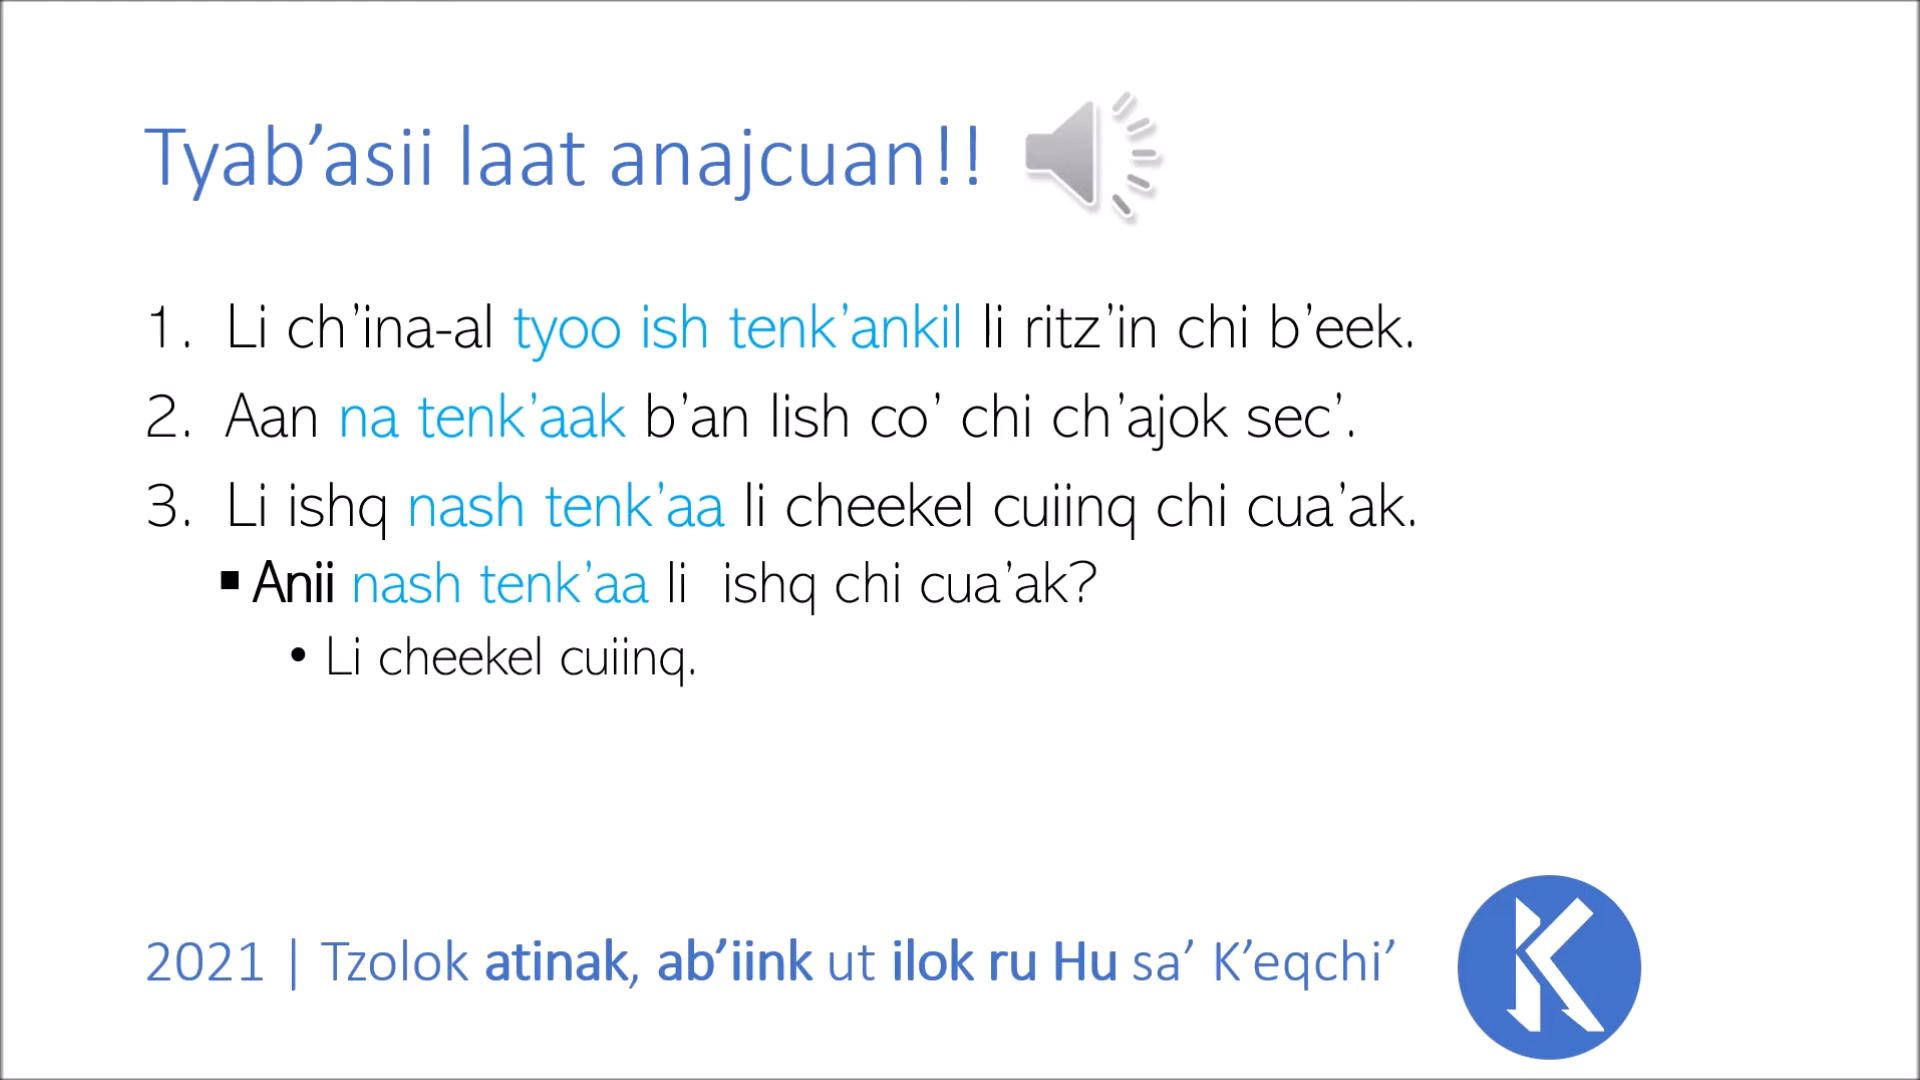 Tyab’asii laat anajcuan!!
1. Li ch’ina-al tyoo ish tenk’ankil li ritz’in chi b’eek.
2. Aan na tenk’aak b’an lish co’ chi ch’ajok sec’.
3. Li ishq nash tenk’aa li cheekel cuiinq chi cua’ak.
▪ Anii nash tenk’aa li ishq chi cua’ak?
• Li cheekel cuiinq.
2021 | Tzolok atinak, ab’iink ut ilok ru Hu sa’ K’eqchi’
K